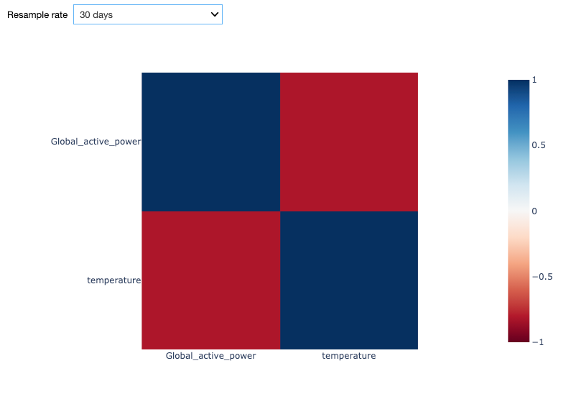 Resample rate 30 days
Global_active_power
temperature
Global_active_power temperature
1
0.5
0
−0.5
−1